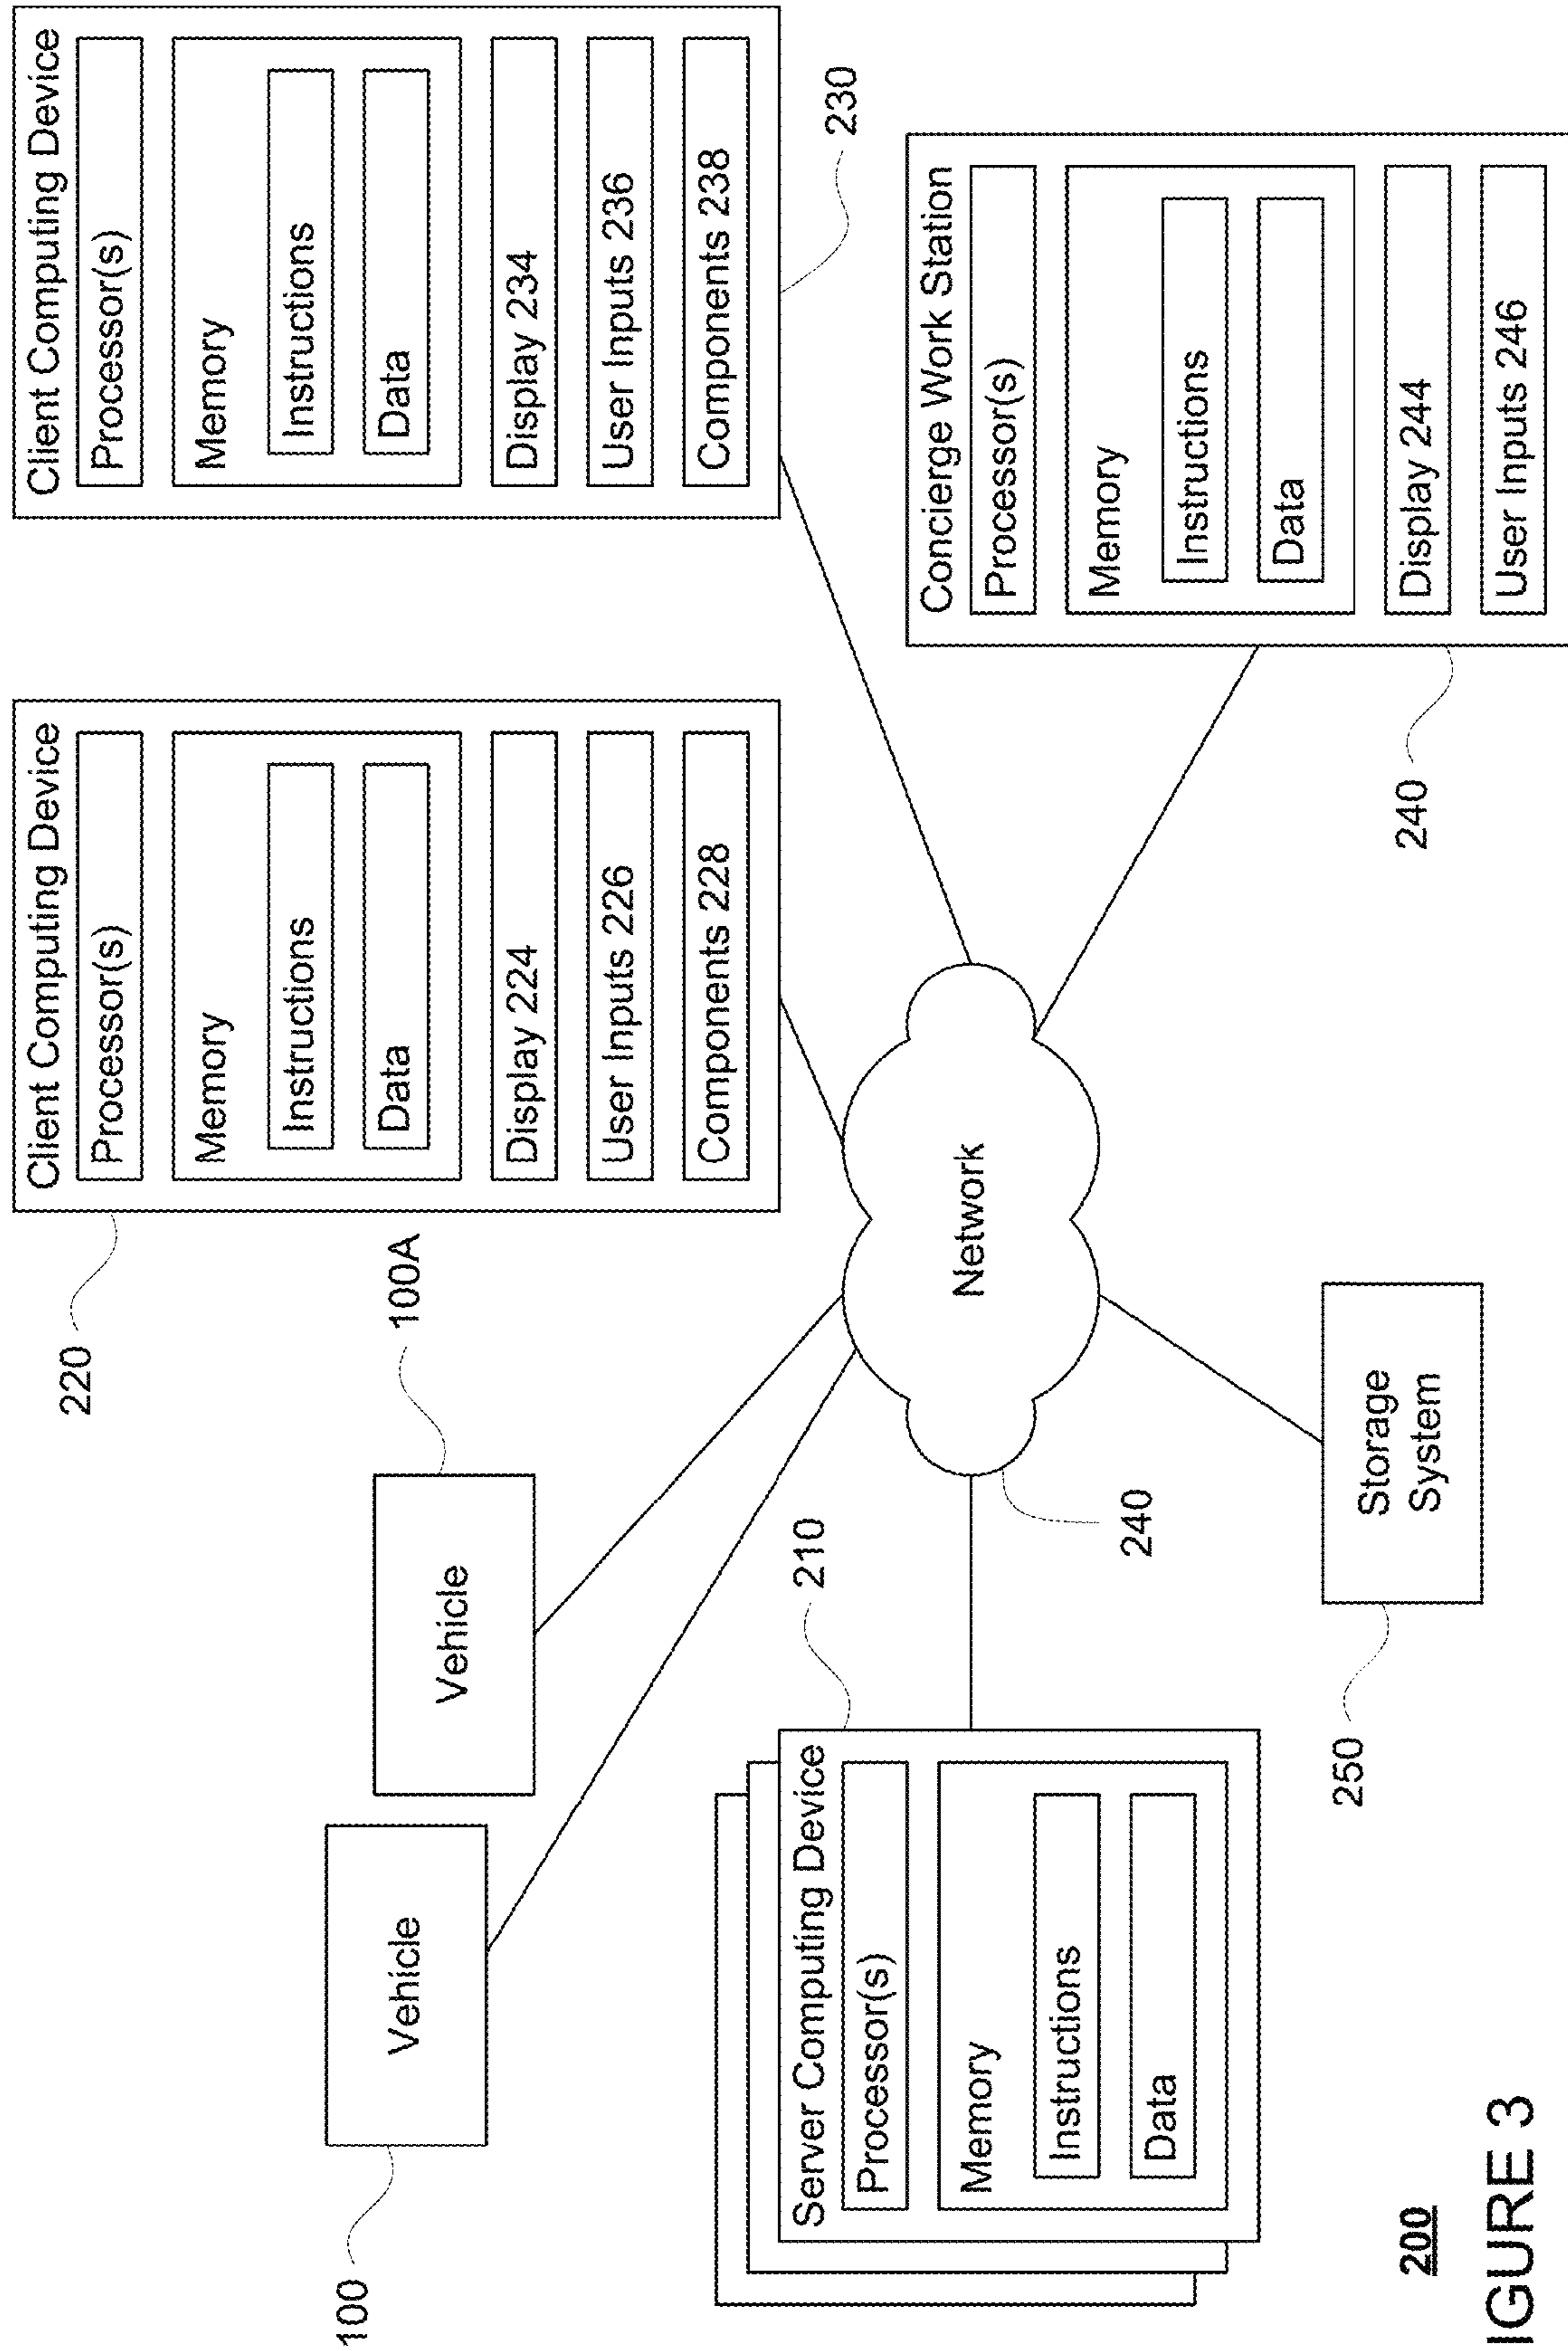 Client Computing Device
Processor(s)
Memory
Instructions
Data
Display 224
User Inputs 226
Components 228
220
Client Computing Device
Processor(s)
Memory
Instructions
Data
Display 234
User Inputs 236
Components 238
230
Vehicle
100
Vehicle
100A
Server Computing Device
Processor(s)
Memory
Instructions
Data
210
Network
240
Concierge Work Station
Processor(s)
Memory
Instructions
Data
Display 244
User Inputs 246
240
Storage
System
250
200
IGURE 3